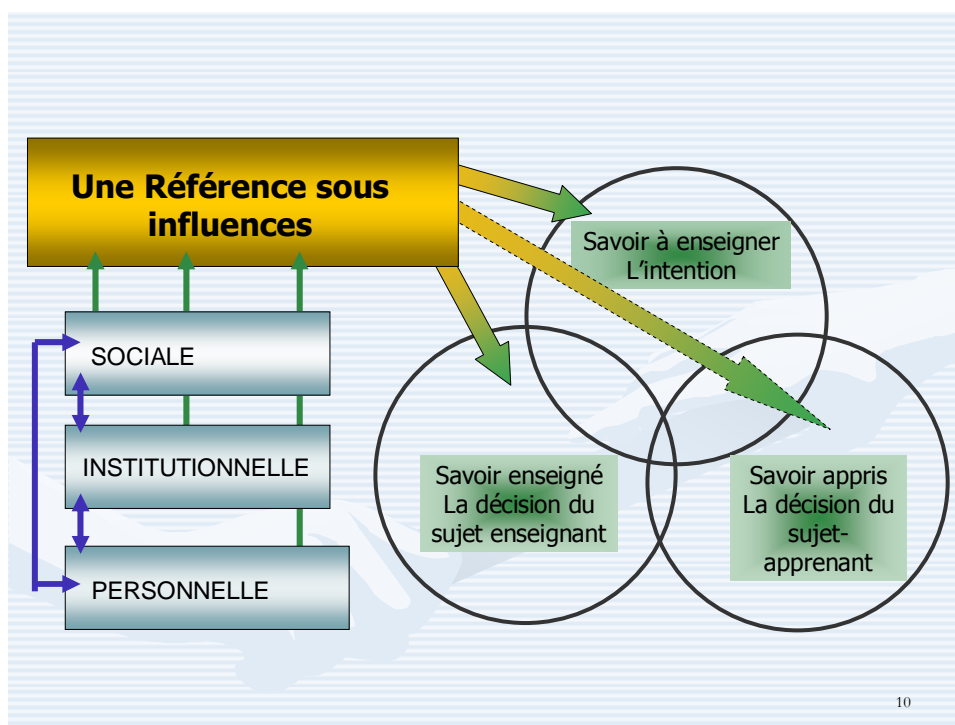 Une Référence sous
influences
Savoir à enseigner
L'intention
SOCIALE
INSTITUTIONNELLE
PERSONNELLE
Savoir enseigné
La décision du
sujet enseignant
Savoir appris
La décision du
sujet-
apprenant
10